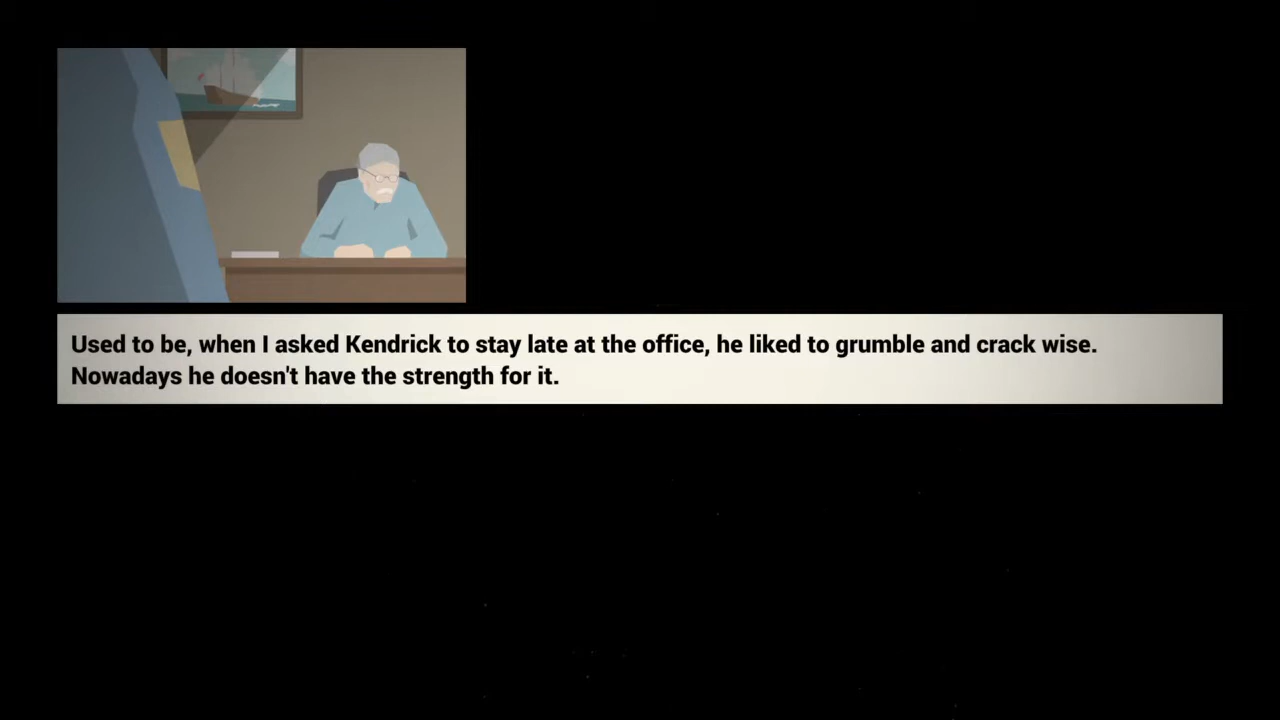 Used to be, when I asked Kendrick to stay late at the office, he liked to grumble and crack wise.
Nowadays he doesn't have the strength for it.